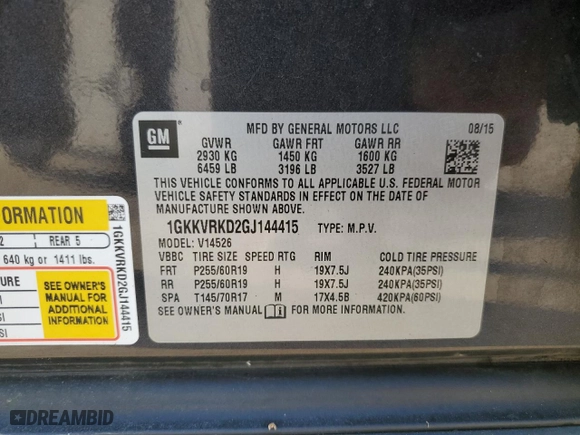 GM
MFD BY GENERAL MOTORS LLC 08/15
GVWR GAWR FRT GAWR RR
2930 KG 1450 KG 1600 KG
6459 LB 3196 LB 3527 LB
THIS VEHICLE CONFORMS TO ALL APPLICABLE U.S. FEDERAL MOTOR
VEHICLE SAFETY STANDARDS IN EFFECT ON THE DATE OF
MANUFACTURE SHOWN ABOVE.
1GKKVRKD2GJ144415 TYPE: M.P.V.
MODEL: V14526
VBBC TIRE SIZE SPEED RTG RIM COLD TIRE PRESSURE
FRT P255/60R19 H 19X7.5J 240KPA(35PSI)
RR P255/60R19 H 19X7.5J 240KPA(35PSI)
SPA T145/70R17 M 17X4.5B 420KPA(60PSI)
SEE OWNER'S MANUAL FOR MORE INFORMATION.
ORMATION
2 REAR 5
640 kg or 1411 lbs.
URE
SI
SI
SEE OWNER'S
MANUAL FOR
ADDITIONAL
INFORMATION
1GKKVRKD2GJ144415
DREAMBID